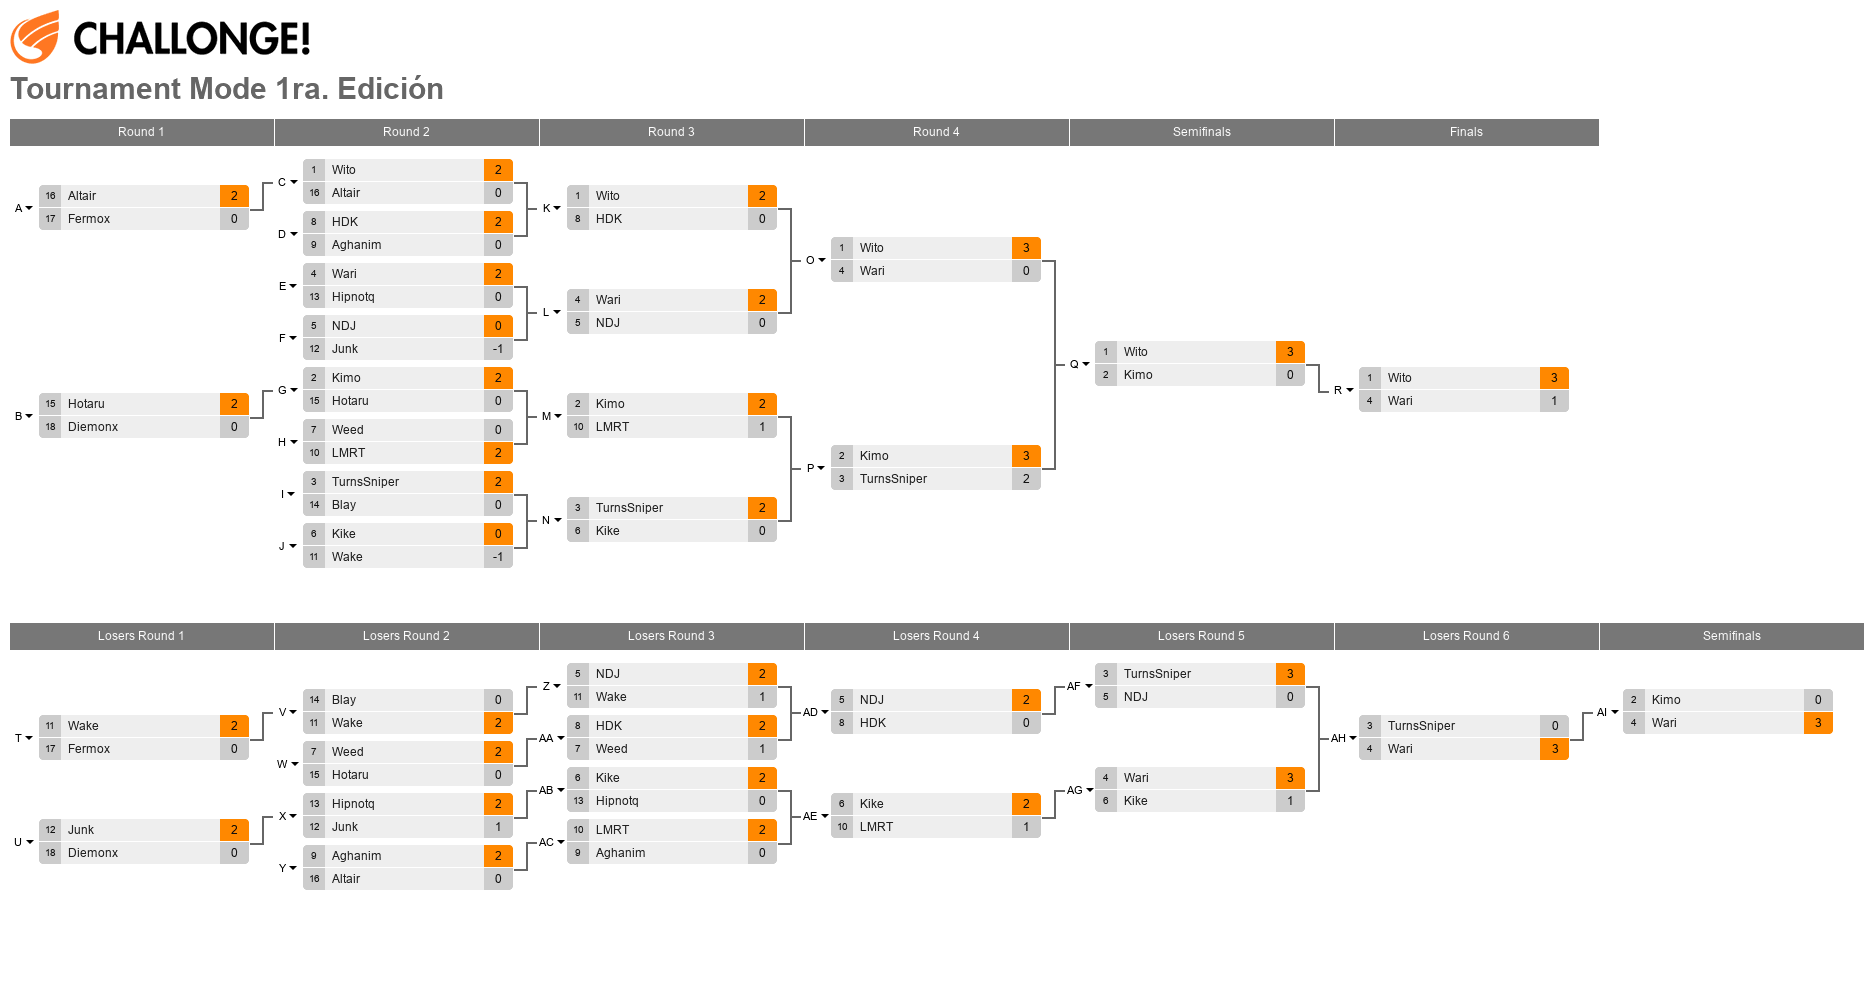 CHALLONGE!
Tournament Mode 1ra. Edición
Round 1 Round 2 Round 3 Round 4 Semifinals Finals
A
16 Altair 2
17 Fermox 0
B
15 Hotaru 2
18 Diemonx 0
C
1 Wito 2
16 Altair 0
D
8 HDK 2
9 Aghanim 0
E
4 Wari 2
13 Hipnotq 0
F
5 NDJ 0
12 Junk -1
G
2 Kimo 2
15 Hotaru 0
H
7 Weed 0
10 LMRT 2
I
3 TurnsSniper 2
14 Blay 0
J
6 Kike 0
11 Wake -1
K
1 Wito 2
8 HDK 0
L
4 Wari 2
5 NDJ 0
M
2 Kimo 2
10 LMRT 1
N
3 TurnsSniper 2
6 Kike 0
O
1 Wito 3
4 Wari 0
P
2 Kimo 3
3 TurnsSniper 2
Q
1 Wito 3
2 Kimo 0
R
1 Wito 3
4 Wari 1
Losers Round 1 Losers Round 2 Losers Round 3 Losers Round 4 Losers Round 5 Losers Round 6 Semifinals
T
11 Wake 2
17 Fermox 0
U
12 Junk 2
18 Diemonx 0
V
14 Blay 0
11 Wake 2
W
7 Weed 2
15 Hotaru 0
X
13 Hipnotq 2
12 Junk 1
Y
9 Aghanim 2
16 Altair 0
Z
5 NDJ 2
11 Wake 1
AA
8 HDK 2
7 Weed 1
AB
6 Kike 2
13 Hipnotq 0
AC
10 LMRT 2
9 Aghanim 0
AD
5 NDJ 2
8 HDK 0
AE
6 Kike 2
10 LMRT 1
AF
3 TurnsSniper 3
5 NDJ 0
AG
4 Wari 3
6 Kike 1
AH
3 TurnsSniper 0
4 Wari 3
AI
2 Kimo 0
4 Wari 3